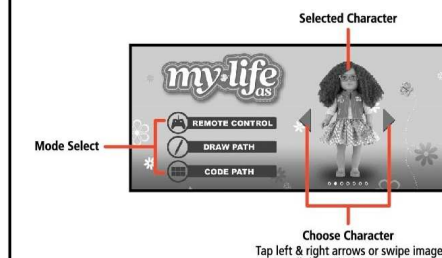 Selected Character
my life
as
REMOTE CONTROL
DRAW PATH
CODE PATH
Mode Select
Choose Character
Tap left & right arrows or swipe image